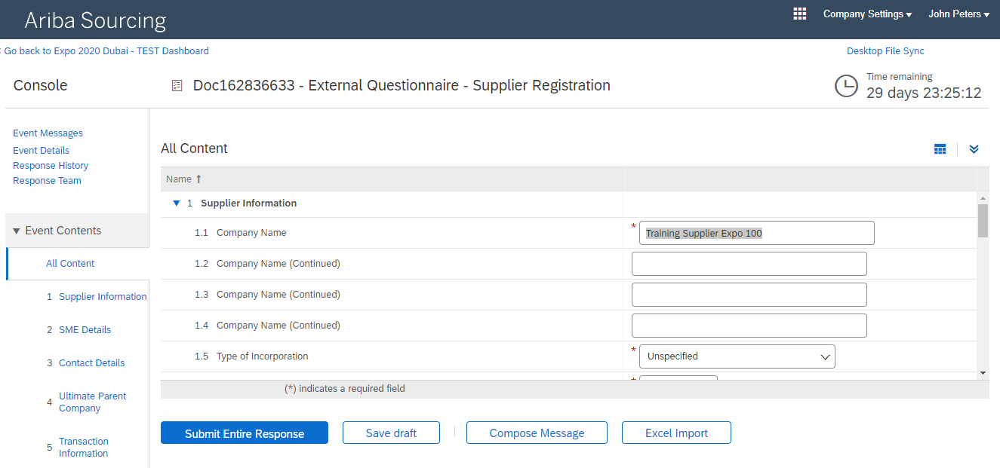 Ariba Sourcing
Company Settings ▾ John Peters ▾
Go back to Expo 2020 Dubai - TEST Dashboard
Desktop File Sync
Console
Doc162836633 - External Questionnaire - Supplier Registration
Time remaining
29 days 23:25:12
Event Messages
Event Details
Response History
Response Team
▼ Event Contents
All Content
1 Supplier Information
2 SME Details
3 Contact Details
4 Ultimate Parent
Company
5 Transaction
Information
All Content
Name ↑
▼ 1 Supplier Information
1.1 Company Name * Training Supplier Expo 100
1.2 Company Name (Continued)
1.3 Company Name (Continued)
1.4 Company Name (Continued)
1.5 Type of Incorporation * Unspecified
*
(*) indicates a required field
Submit Entire Response
Save draft
Compose Message
Excel Import